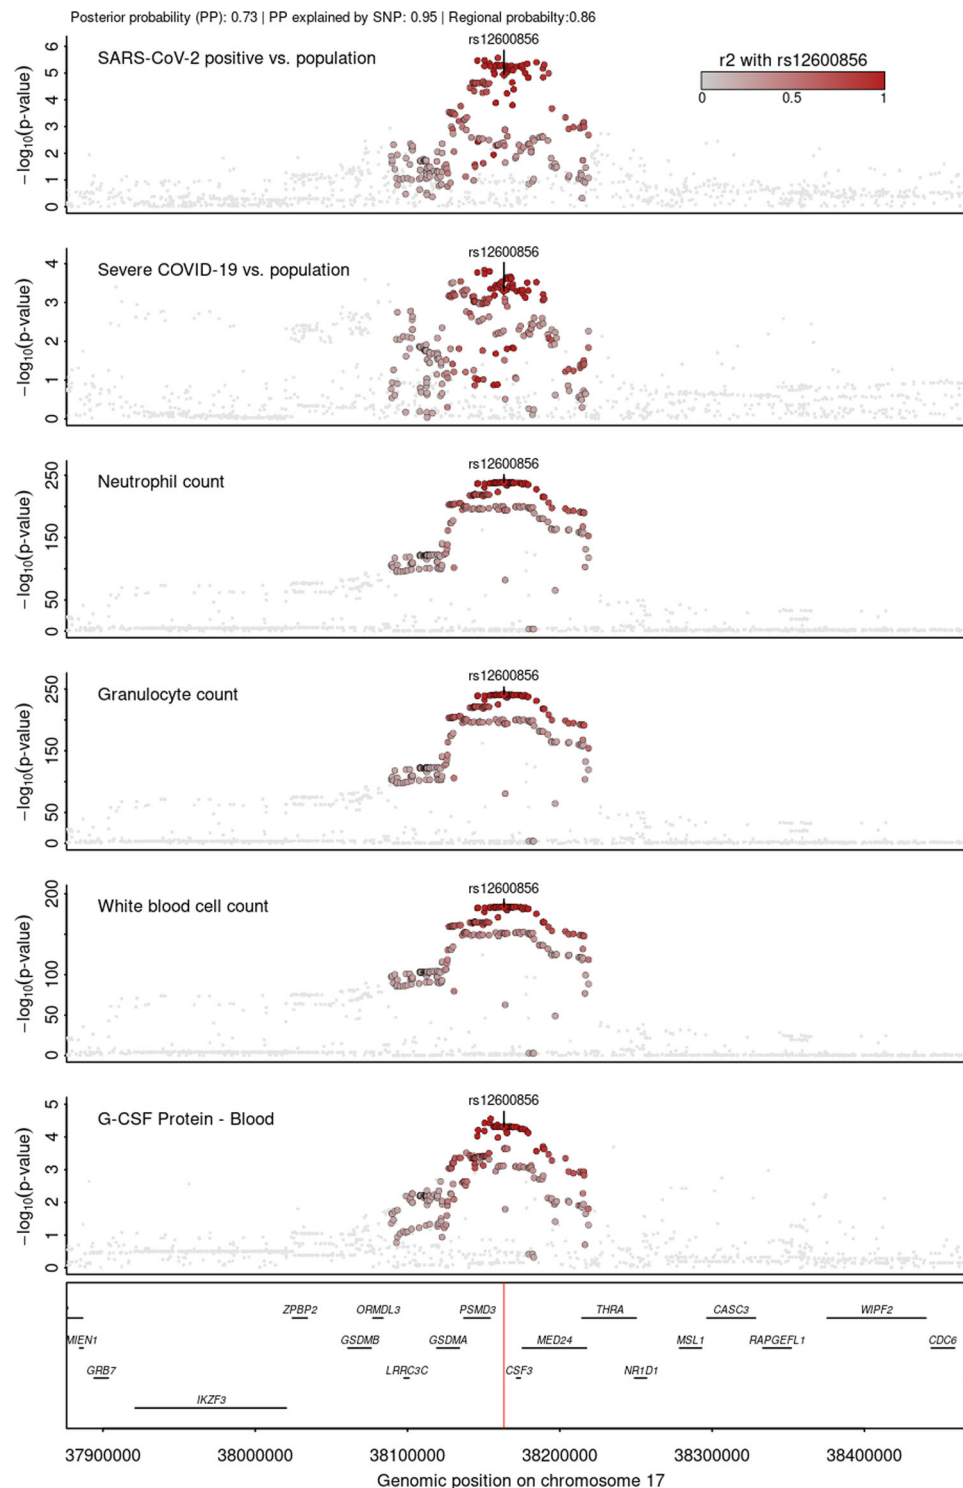 Posterior probability (PP): 0.73 | PP explained by SNP: 0.95 | Regional probabilty:0.86
rs12600856
SARS-CoV-2 positive vs. population
r2 with rs12600856
0 0.5 1
−log10(p-value)
6
5
4
3
2
1
0
rs12600856
Severe COVID-19 vs. population
−log10(p-value)
4
3
2
1
0
rs12600856
Neutrophil count
−log10(p-value)
250
150
50
0
rs12600856
Granulocyte count
−log10(p-value)
250
150
50
0
rs12600856
White blood cell count
−log10(p-value)
200
100
50
0
rs12600856
G-CSF Protein - Blood
−log10(p-value)
5
4
3
2
1
0
ZPBP2 ORMDL3 PSMD3 THRA CASC3 WIPF2
MIEN1 GSDMB GSDMA MED24 MSL1 RAPGEFL1 CDC6
GRB7 LRRC3C CSF3 NR1D1
IKZF3
37900000 38000000 38100000 38200000 38300000 38400000
Genomic position on chromosome 17